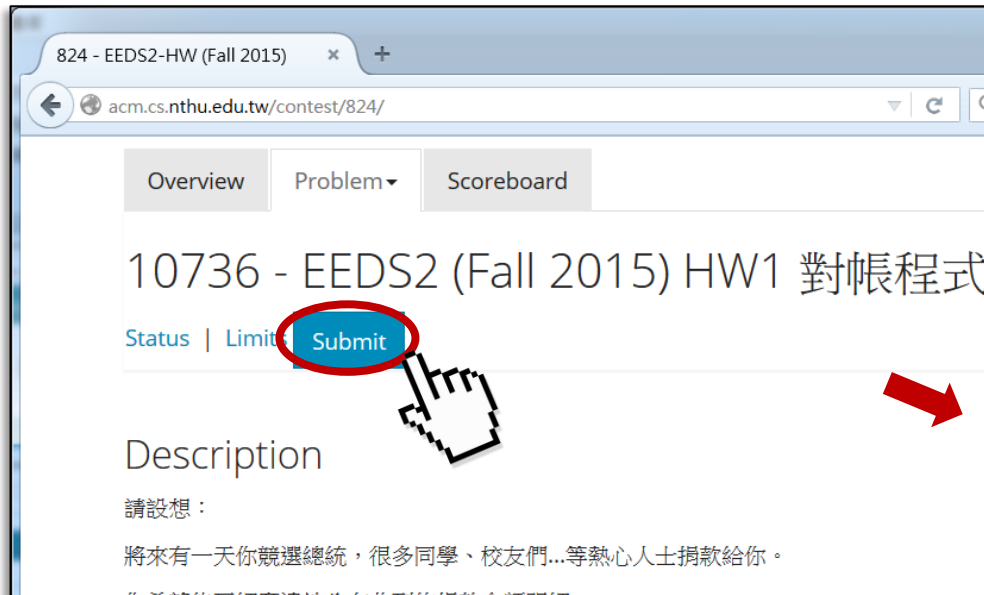 824 - EEDS2-HW (Fall 2015)
acm.cs.nthu.edu.tw/contest/824/
Overview Problem Scoreboard
10736 - EEDS2 (Fall 2015) HW1 對帳程式
Status | Limits Submit
Description
請設想：
將來有一天你競選總統，很多同學、校友們...等熱心人士捐款給你。